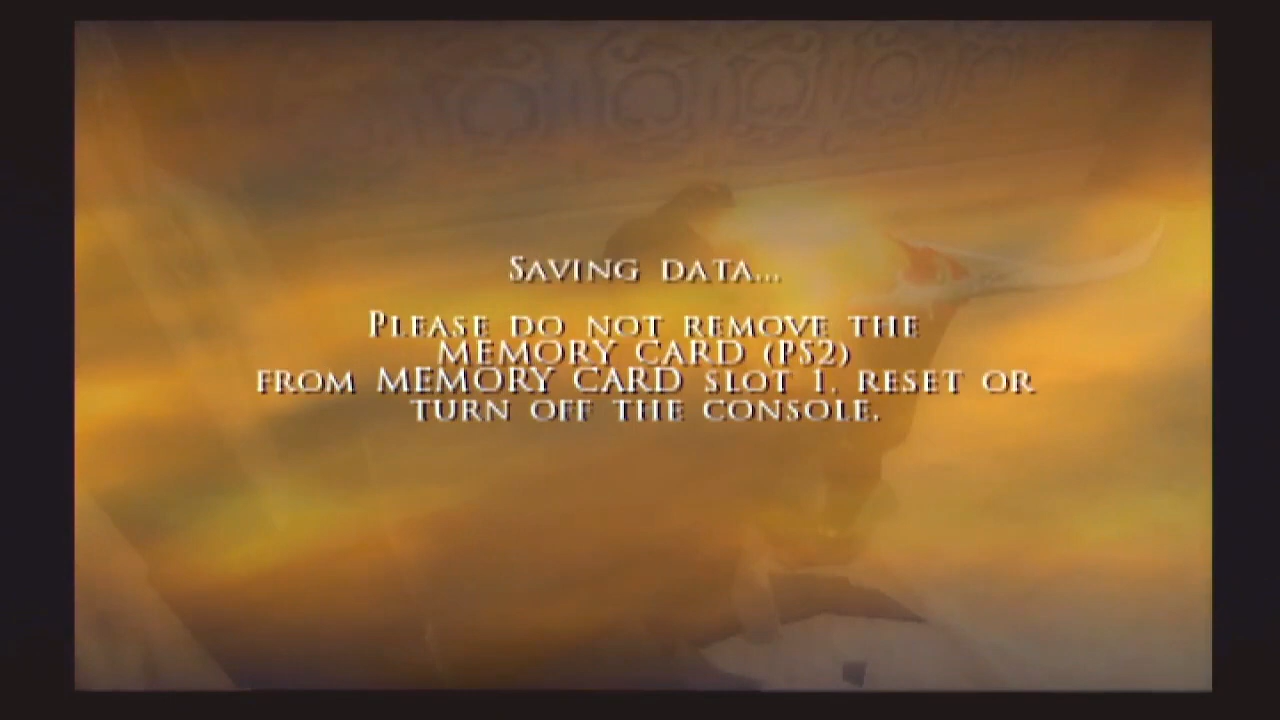 Saving data...
Please do not remove the
MEMORY CARD (PS2)
from MEMORY CARD slot 1, reset or
turn off the console.